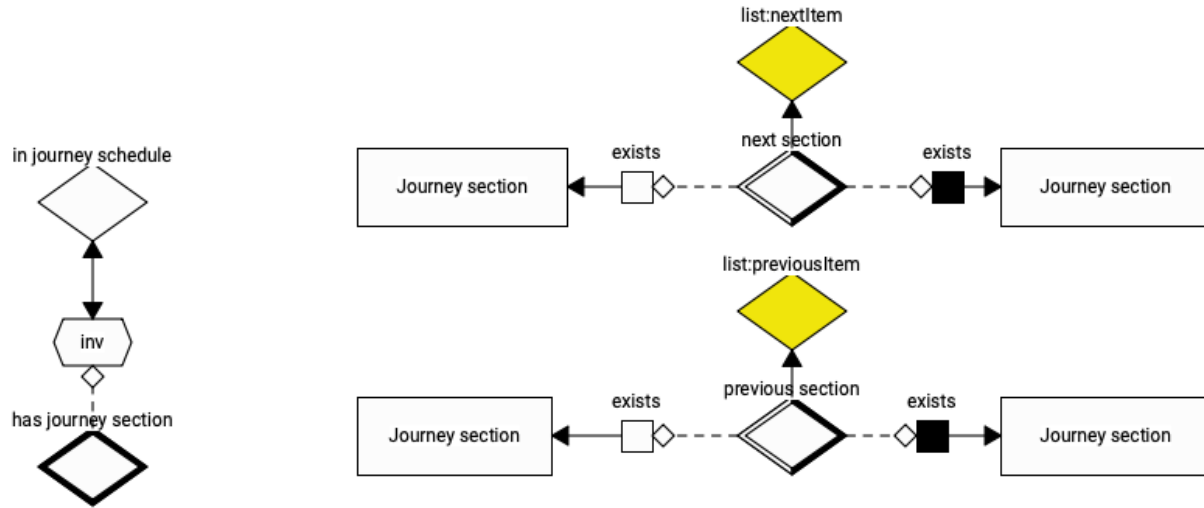 list:nextItem
in journey schedule
exists
next section
exists
Journey section
Journey section
list:previousItem
inv
has journey section
exists
previous section
exists
Journey section
Journey section